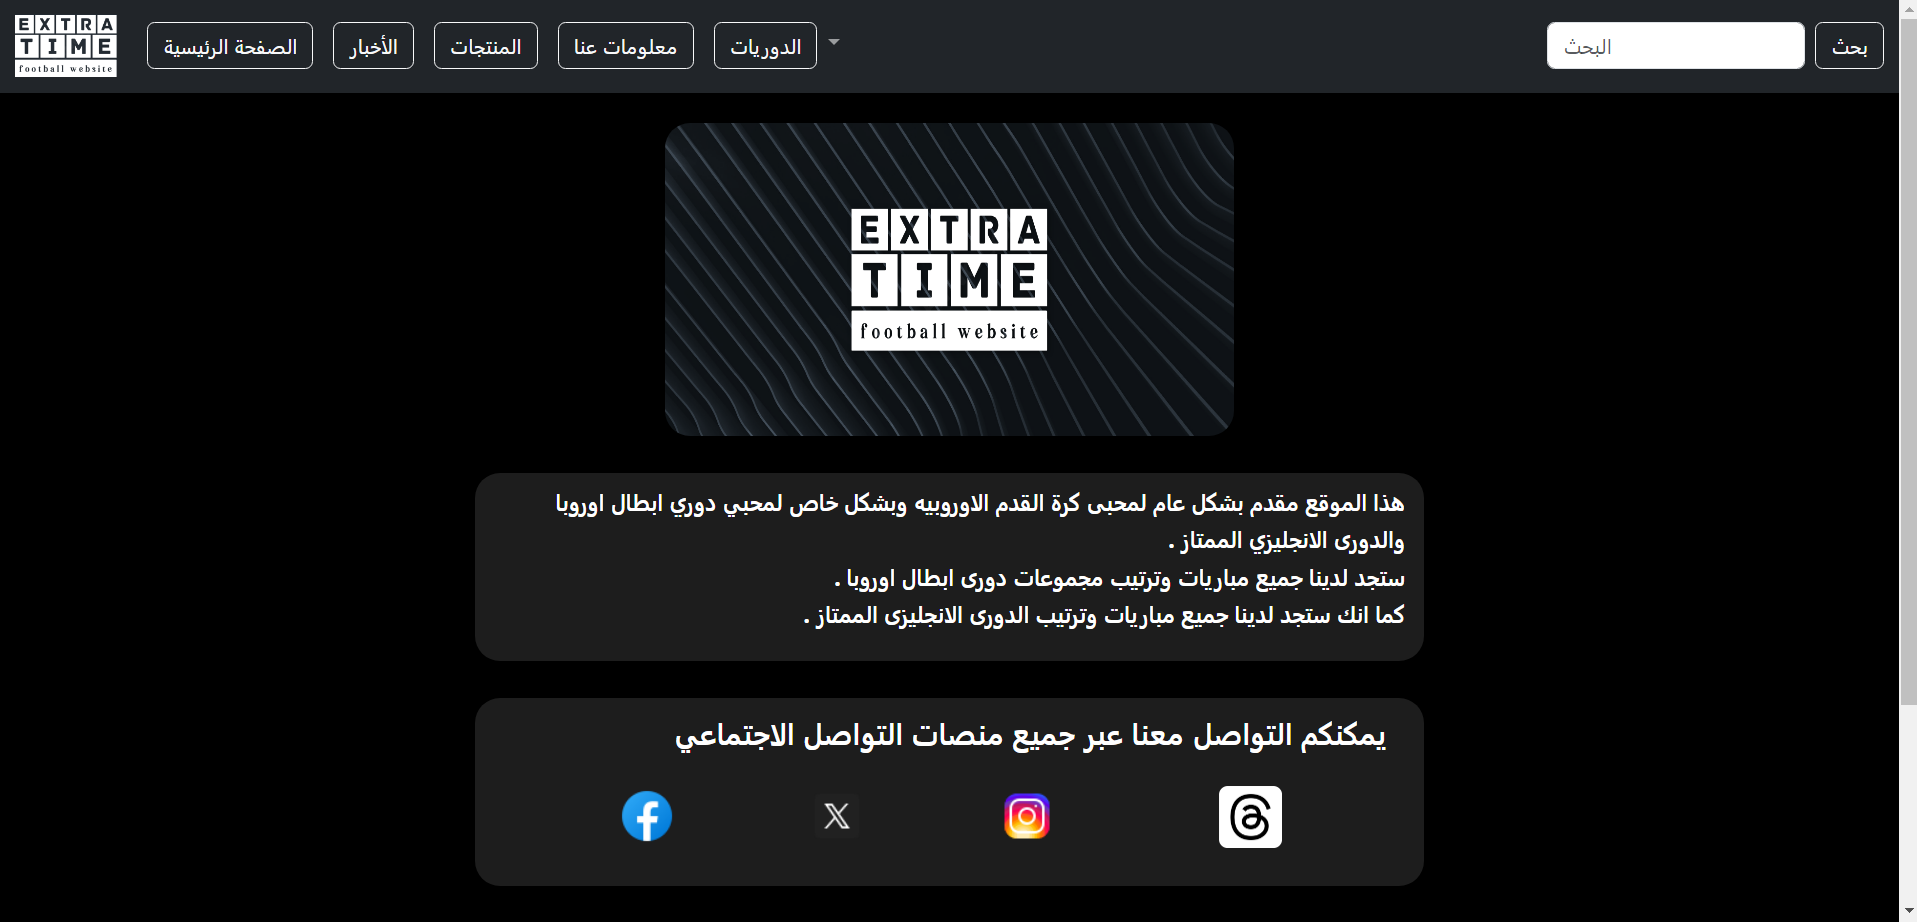 EXTRA
TIME
football website
الصفحة الرئيسية
الأخبار
المنتجات
معلومات عنا
الدوريات
البحث
بحث
EXTRA
TIME
football website
هذا الموقع مقدم بشكل عام لمحبى كرة القدم الاوروبيه وبشكل خاص لمحبي دوري ابطال اوروبا
والدورى الانجليزي الممتاز .
ستجد لدينا جميع مباريات وترتيب مجموعات دورى ابطال اوروبا .
كما انك ستجد لدينا جميع مباريات وترتيب الدورى الانجليزى الممتاز .
يمكنكم التواصل معنا عبر جميع منصات التواصل الاجتماعي